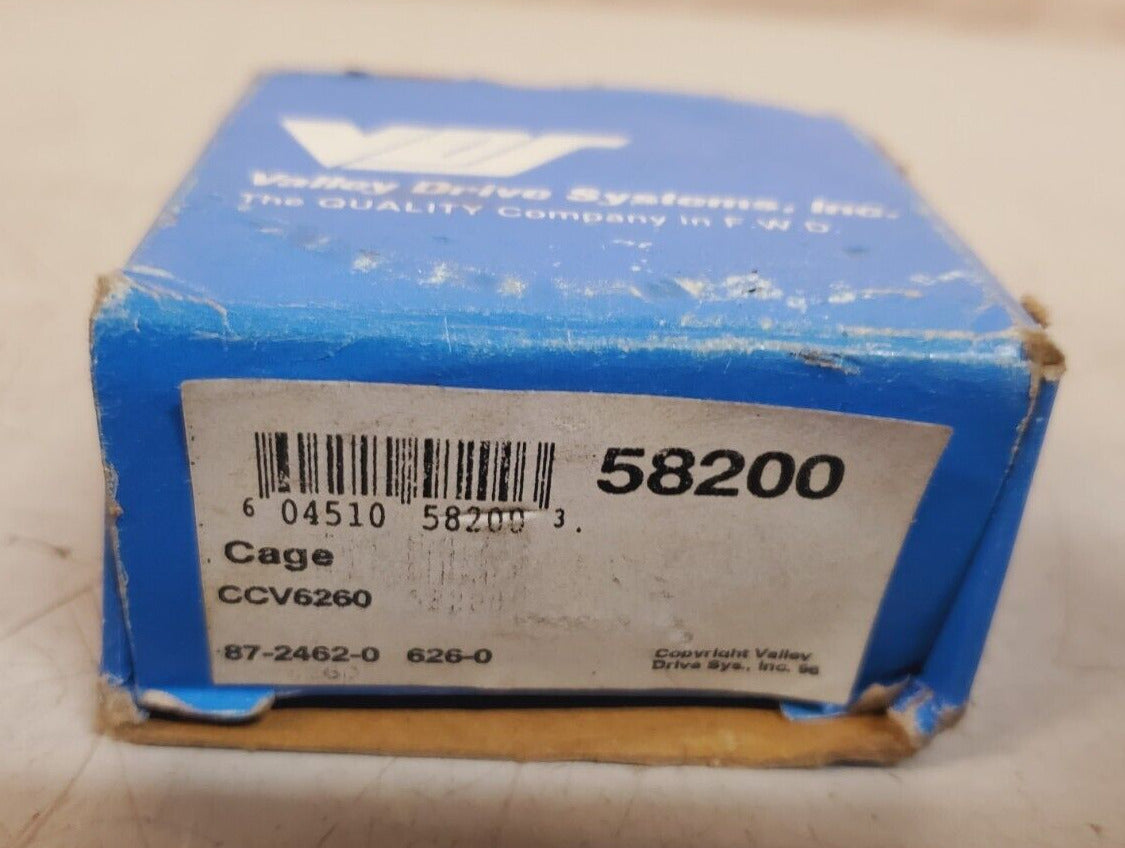 VDS
Valley Drive Systems, Inc.
The QUALITY Company in F.W.D.
58200
6 04510 58200 3
Cage
CCV6260
87-2462-0 626-0
Copyright Valley
Drive Sys., Inc. 96